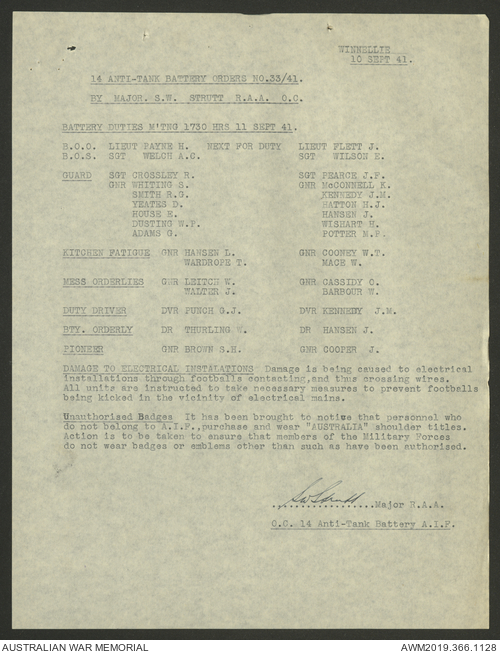 WINNELLIE
10 SEPT 41.
14 ANTI-TANK BATTERY ORDERS NO.33/41.
BY MAJOR. S.W. STRUTT R.A.A. O.C.
BATTERY DUTIES M'TNG 1730 HRS 11 SEPT 41.
B.O.O. LIEUT PAYNE H. NEXT FOR DUTY LIEUT FLETT J.
B.O.S. SGT WELCH A.C. SGT WILSON E.
GUARD SGT CROSSLEY R. SGT PEARCE J.F.
GNR WHITING S. GNR McCONNELL K.
SMITH R.G. KENNEDY J.M.
YEATES D. HATTON H.J.
HOUSE E. HANSEN J.
DUSTING W.P. WISHART H.
ADAMS G. POTTER M.P.
KITCHEN FATIGUE GNR HANSEN L. GNR COONEY W.T.
WARDROPE T. MACE W.
MESS ORDERLIES GNR LEITCH W. GNR CASSIDY O.
WALTER J. BARBOUR W.
DUTY DRIVER DVR PUNCH G.J. DVR KENNEDY J.M.
BTY. ORDERLY DR THURLING W. DR HANSEN J.
PIONEER GNR BROWN S.H. GNR COOPER J.
DAMAGE TO ELECTRICAL INSTALATIONS Damage is being caused to electrical
installations through footballs contacting,and thus crossing wires.
All units are instructed to take necessary measures to prevent footballs
being kicked in the vicinity of electrical mains.
Unauthorised Badges It has been brought to notice that personnel who
do not belong to A.I.F.,purchase and wear "AUSTRALIA" shoulder titles.
Action is to be taken to ensure that members of the Military Forces
do not wear badges or emblems other than such as have been authorised.
SWStrutt
..................Major R.A.A.
O.C. 14 Anti-Tank Battery A.I.F.
AUSTRALIAN WAR MEMORIAL AWM2019.366.1128